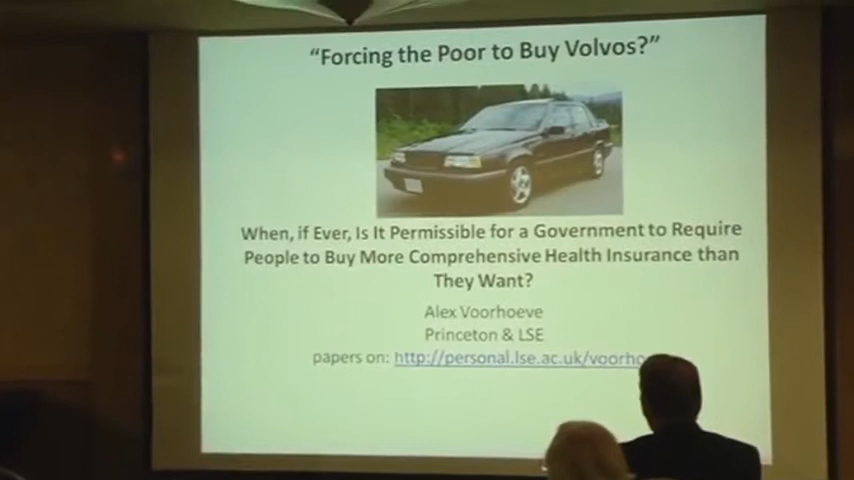 “Forcing the Poor to Buy Volvos?”
When, if Ever, Is It Permissible for a Government to Require
People to Buy More Comprehensive Health Insurance than
They Want?
Alex Voorhoeve
Princeton & LSE
papers on: http://personal.lse.ac.uk/voorho